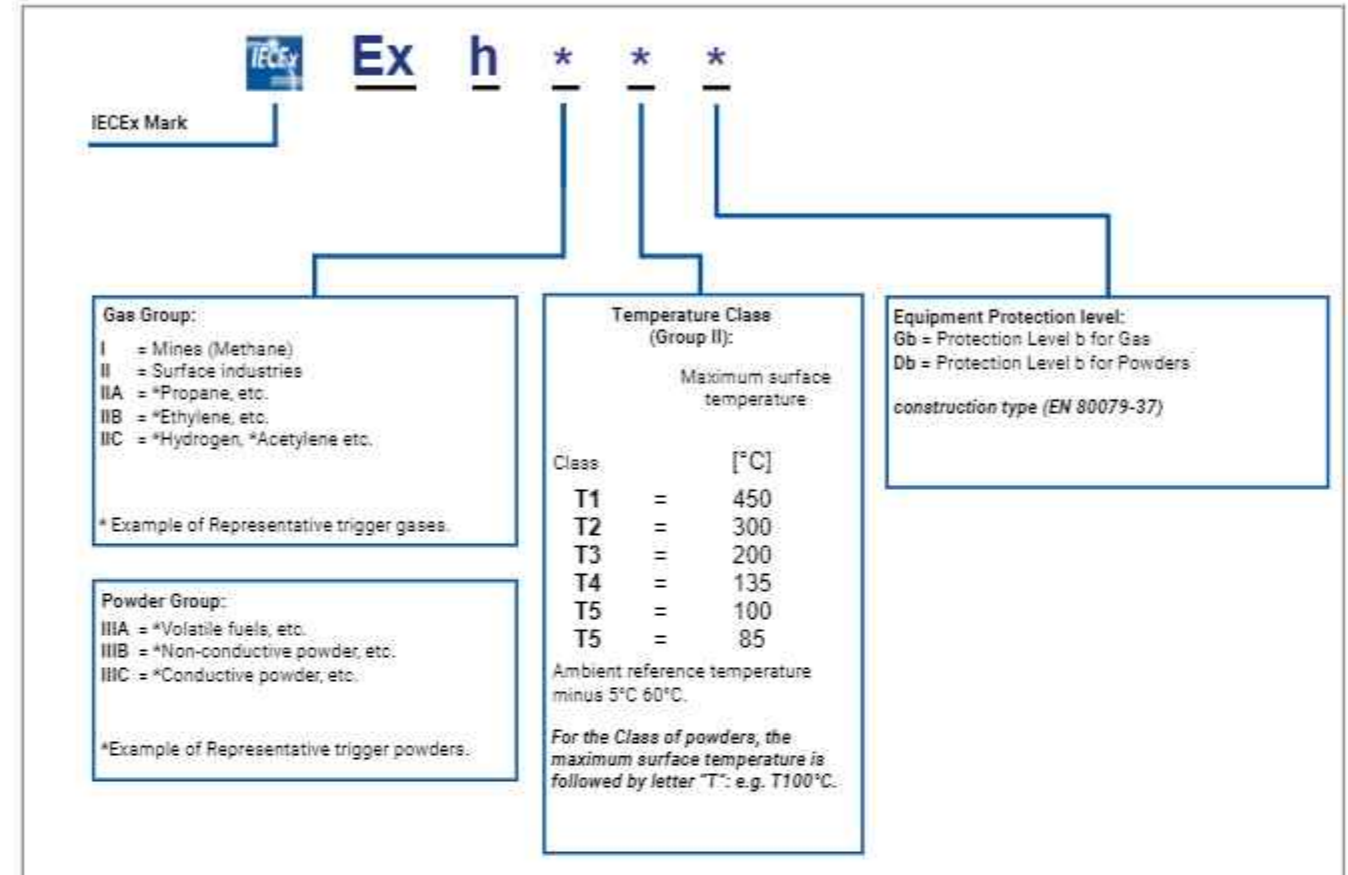 IECEx Ex h * * *
IECEx Mark
Gas Group:
I = Mines (Methane)
II = Surface industries
IIA = *Propane, etc.
IIB = *Ethylene, etc.
IIC = *Hydrogen, *Acetylene etc.
* Example of Representative trigger gases.
Powder Group:
IIIA = *Volatile fuels, etc.
IIIB = *Non-conductive powder, etc.
IIIC = *Conductive powder, etc.
*Example of Representative trigger powders.
Temperature Class
(Group II):
Maximum surface
temperature
Class [°C]
T1 = 450
T2 = 300
T3 = 200
T4 = 135
T5 = 100
T5 = 85
Ambient reference temperature
minus 5°C 60°C.
For the Class of powders, the
maximum surface temperature is
followed by letter "T": e.g. T100°C.
Equipment Protection level:
Gb = Protection Level b for Gas
Db = Protection Level b for Powders
construction type (EN 80079-37)